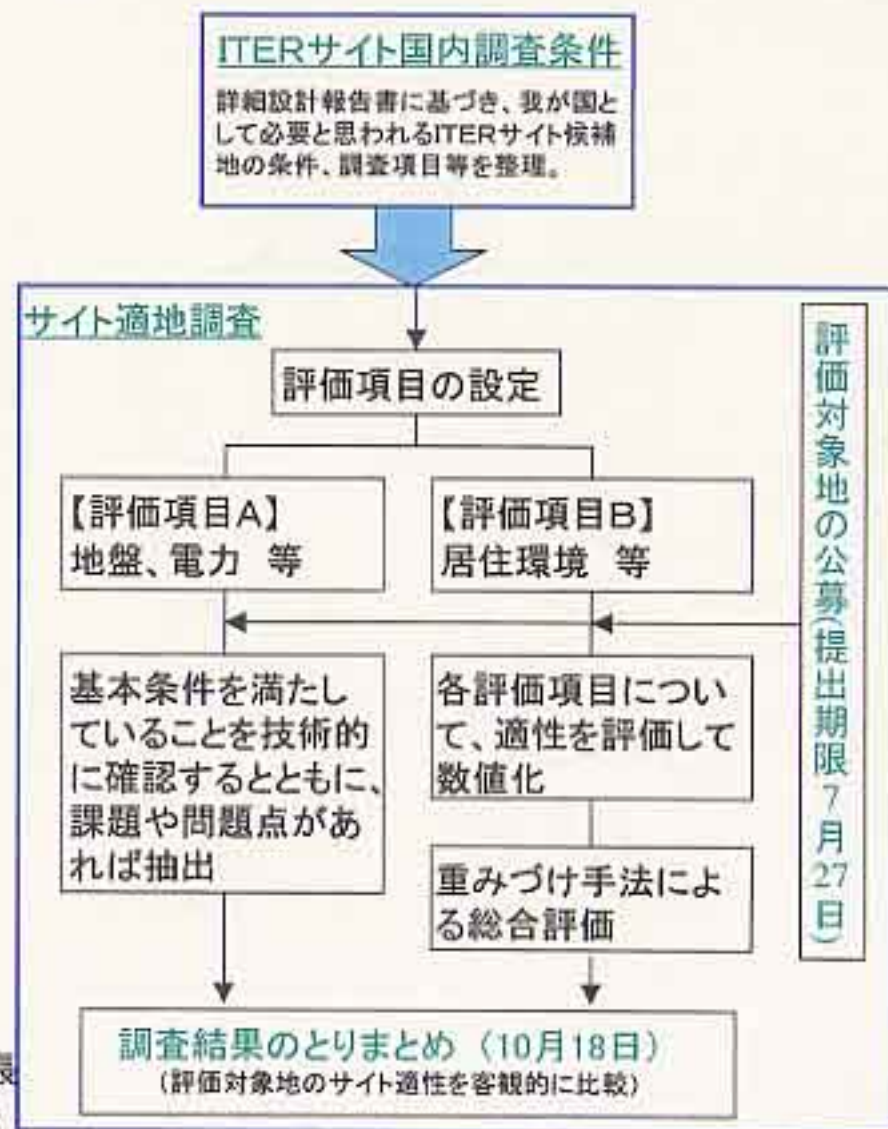 ITERサイト国内調査条件
詳細設計報告書に基づき、我が国と
して必要と思われるITERサイト候補
地の条件、調査項目等を整理。
サイト適地調査
評価項目の設定
【評価項目A】
地盤、電力 等
【評価項目B】
居住環境 等
評価対象地の公募(提出期限7月27日)
基本条件を満たし
ていることを技術的
に確認するとともに、
課題や問題点があ
れば抽出
各評価項目につい
て、適性を評価して
数値化
重みづけ手法によ
る総合評価
調査結果のとりまとめ (10月18日)
(評価対象地のサイト適性を客観的に比較)